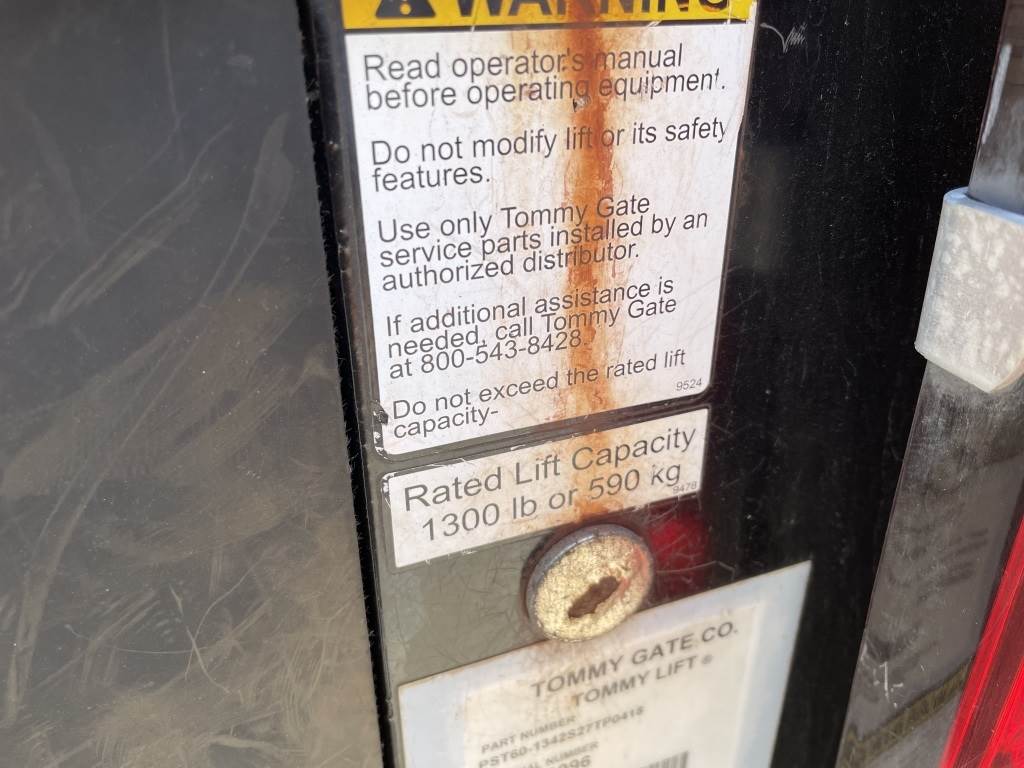 WARNING
Read operator's manual
before operating equipment.
Do not modify lift or its safety
features.
Use only Tommy Gate
service parts installed by an
authorized distributor.
If additional assistance is
needed, call Tommy Gate
at 800-543-8428.
Do not exceed the rated lift
capacity-
9524
Rated Lift Capacity
1300 lb or 590 kg
9478
TOMMY GATE CO.
TOMMY LIFT ®
PART NUMBER
PST60-1342S27TP0418
NUMBER